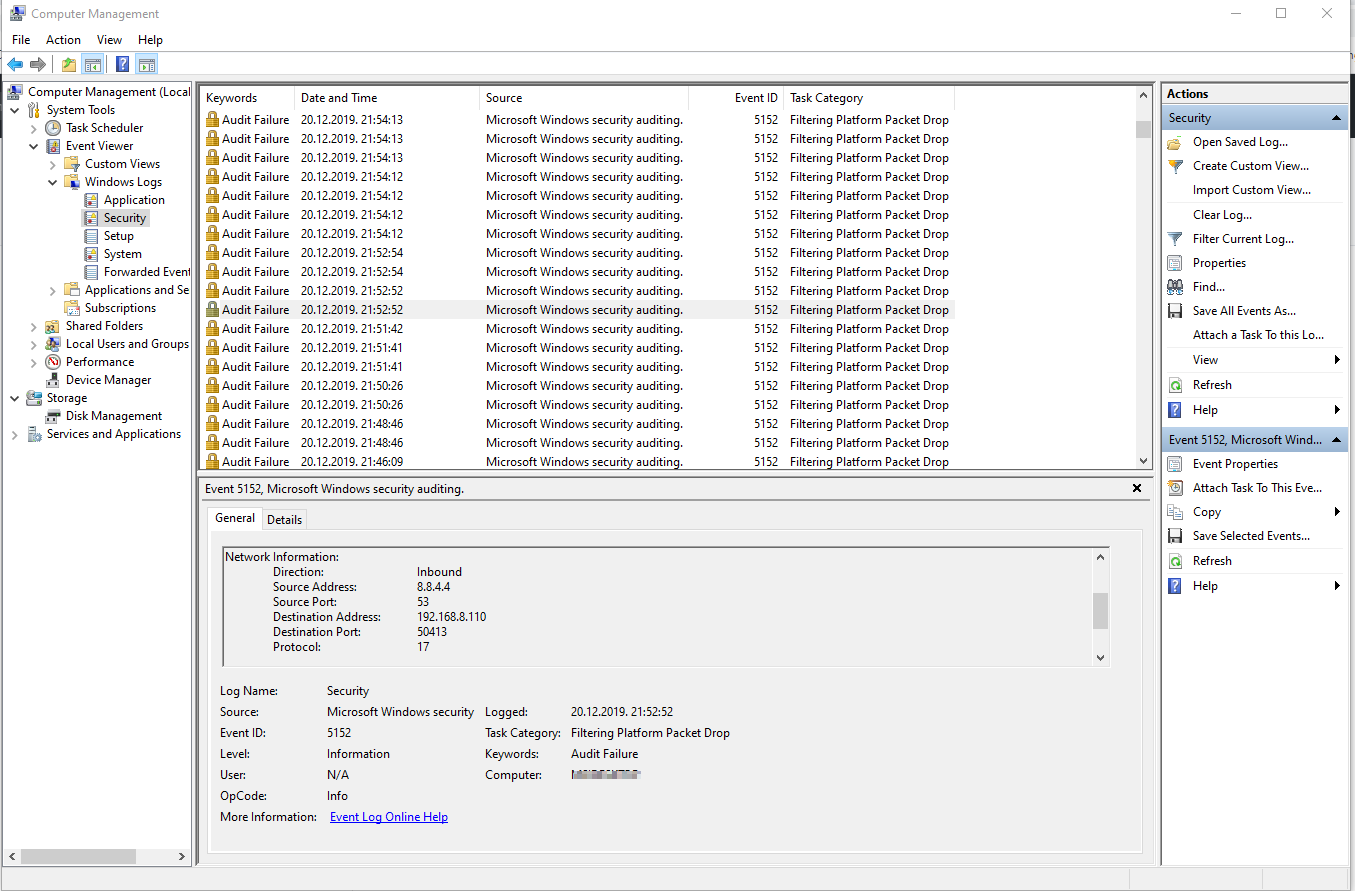 Computer Management
File Action View Help
Computer Management (Local
System Tools
Task Scheduler
Event Viewer
Custom Views
Windows Logs
Application
Security
Setup
System
Forwarded Event
Applications and Se
Subscriptions
Shared Folders
Local Users and Groups
Performance
Device Manager
Storage
Disk Management
Services and Applications
Keywords Date and Time Source Event ID Task Category
Audit Failure 20.12.2019. 21:54:13 Microsoft Windows security auditing. 5152 Filtering Platform Packet Drop
Audit Failure 20.12.2019. 21:54:13 Microsoft Windows security auditing. 5152 Filtering Platform Packet Drop
Audit Failure 20.12.2019. 21:54:13 Microsoft Windows security auditing. 5152 Filtering Platform Packet Drop
Audit Failure 20.12.2019. 21:54:12 Microsoft Windows security auditing. 5152 Filtering Platform Packet Drop
Audit Failure 20.12.2019. 21:54:12 Microsoft Windows security auditing. 5152 Filtering Platform Packet Drop
Audit Failure 20.12.2019. 21:54:12 Microsoft Windows security auditing. 5152 Filtering Platform Packet Drop
Audit Failure 20.12.2019. 21:54:12 Microsoft Windows security auditing. 5152 Filtering Platform Packet Drop
Audit Failure 20.12.2019. 21:52:54 Microsoft Windows security auditing. 5152 Filtering Platform Packet Drop
Audit Failure 20.12.2019. 21:52:54 Microsoft Windows security auditing. 5152 Filtering Platform Packet Drop
Audit Failure 20.12.2019. 21:52:52 Microsoft Windows security auditing. 5152 Filtering Platform Packet Drop
Audit Failure 20.12.2019. 21:52:52 Microsoft Windows security auditing. 5152 Filtering Platform Packet Drop
Audit Failure 20.12.2019. 21:51:42 Microsoft Windows security auditing. 5152 Filtering Platform Packet Drop
Audit Failure 20.12.2019. 21:51:41 Microsoft Windows security auditing. 5152 Filtering Platform Packet Drop
Audit Failure 20.12.2019. 21:51:41 Microsoft Windows security auditing. 5152 Filtering Platform Packet Drop
Audit Failure 20.12.2019. 21:50:26 Microsoft Windows security auditing. 5152 Filtering Platform Packet Drop
Audit Failure 20.12.2019. 21:50:26 Microsoft Windows security auditing. 5152 Filtering Platform Packet Drop
Audit Failure 20.12.2019. 21:48:46 Microsoft Windows security auditing. 5152 Filtering Platform Packet Drop
Audit Failure 20.12.2019. 21:48:46 Microsoft Windows security auditing. 5152 Filtering Platform Packet Drop
Audit Failure 20.12.2019. 21:46:09 Microsoft Windows security auditing. 5152 Filtering Platform Packet Drop
Event 5152, Microsoft Windows security auditing.
General Details
Network Information:
Direction: Inbound
Source Address: 8.8.4.4
Source Port: 53
Destination Address: 192.168.8.110
Destination Port: 50413
Protocol: 17
Log Name: Security
Source: Microsoft Windows security Logged: 20.12.2019. 21:52:52
Event ID: 5152 Task Category: Filtering Platform Packet Drop
Level: Information Keywords: Audit Failure
User: N/A Computer:
OpCode: Info
More Information: Event Log Online Help
Actions
Security
Open Saved Log...
Create Custom View...
Import Custom View...
Clear Log...
Filter Current Log...
Properties
Find...
Save All Events As...
Attach a Task To this Lo...
View
Refresh
Help
Event 5152, Microsoft Wind...
Event Properties
Attach Task To This Eve...
Copy
Save Selected Events...
Refresh
Help